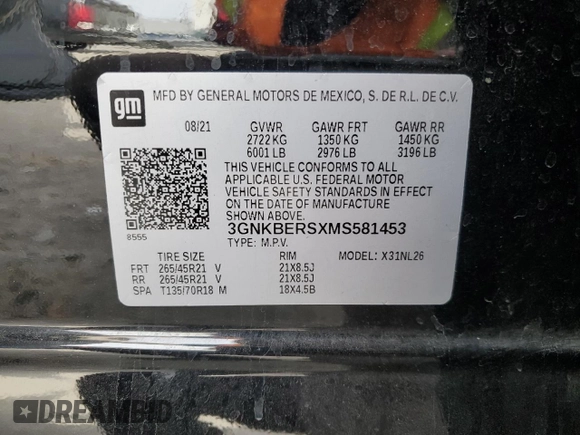 gm
MFD BY GENERAL MOTORS DE MEXICO, S. DE R.L. DE C.V.
08/21 GVWR GAWR FRT GAWR RR
2722 KG 1350 KG 1450 KG
6001 LB 2976 LB 3196 LB
THIS VEHICLE CONFORMS TO ALL
APPLICABLE U.S. FEDERAL MOTOR
VEHICLE SAFETY STANDARDS IN EFFECT
ON THE DATE OF MANUFACTURE
SHOWN ABOVE.
3GNKBERSXMS581453
8555
TYPE: M.P.V. MODEL: X31NL26
TIRE SIZE RIM
FRT 265/45R21 V 21X8.5J
RR 265/45R21 V 21X8.5J
SPA T135/70R18 M 18X4.5B
DREAMBID